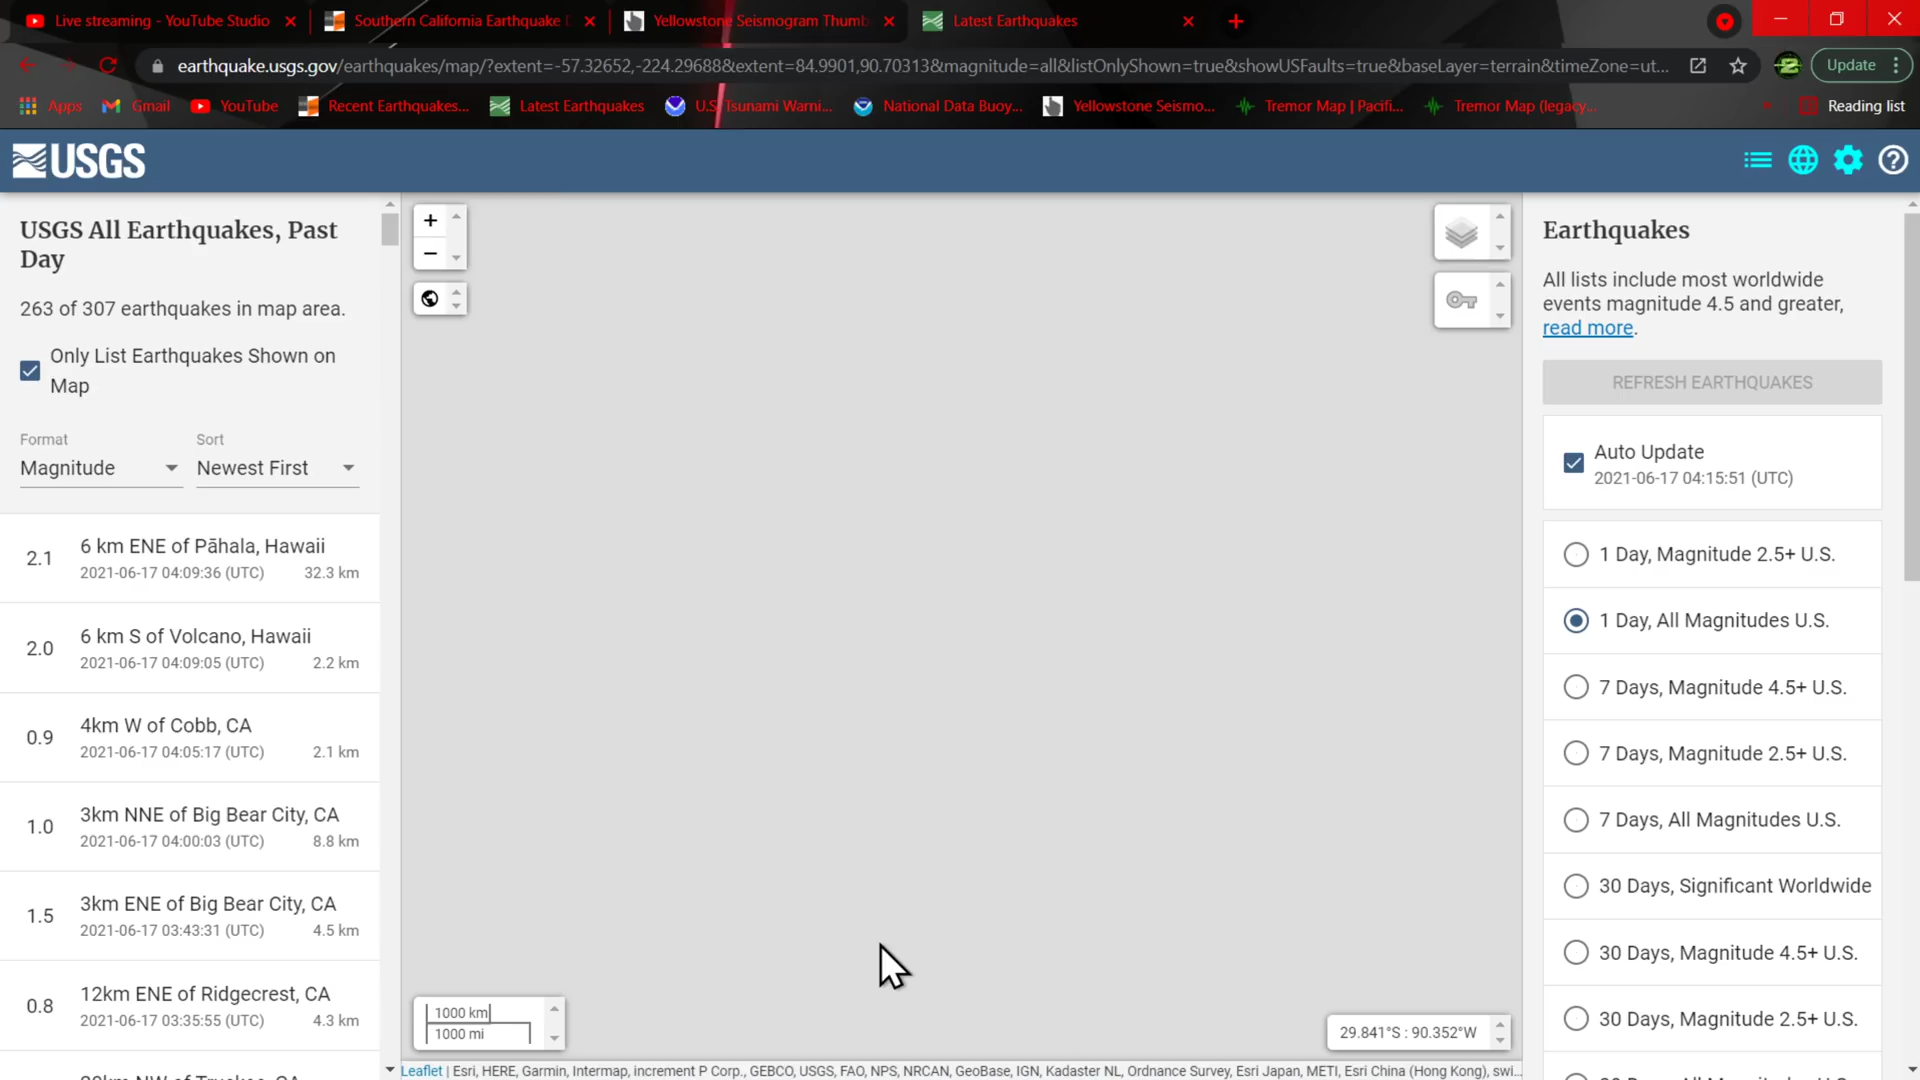 Live streaming - YouTube Studio
Southern California Earthquake
Yellowstone Seismogram Thumb
Latest Earthquakes
earthquake.usgs.gov/earthquakes/map/?extent=-57.32652,-224.29688&extent=84.9901,90.70313&magnitude=all&listOnlyShown=true&showUSFaults=true&baseLayer=terrain&timeZone=ut...
Update
Apps
Gmail
YouTube
Recent Earthquakes...
Latest Earthquakes
U.S. Tsunami Warni...
National Data Buoy...
Yellowstone Seismo...
Tremor Map | Pacifi...
Tremor Map (legacy...
Reading list
USGS
USGS All Earthquakes, Past
Day
263 of 307 earthquakes in map area.
Only List Earthquakes Shown on
Map
Format
Sort
Magnitude
Newest First
2.1
6 km ENE of Pāhala, Hawaii
2021-06-17 04:09:36 (UTC)
32.3 km
2.0
6 km S of Volcano, Hawaii
2021-06-17 04:09:05 (UTC)
2.2 km
0.9
4km W of Cobb, CA
2021-06-17 04:05:17 (UTC)
2.1 km
1.0
3km NNE of Big Bear City, CA
2021-06-17 04:00:03 (UTC)
8.8 km
1.5
3km ENE of Big Bear City, CA
2021-06-17 03:43:31 (UTC)
4.5 km
0.8
12km ENE of Ridgecrest, CA
2021-06-17 03:35:55 (UTC)
4.3 km
+
−
1000 km
1000 mi
29.841°S : 90.352°W
Leaflet | Esri, HERE, Garmin, Intermap, increment P Corp., GEBCO, USGS, FAO, NPS, NRCAN, GeoBase, IGN, Kadaster NL, Ordnance Survey, Esri Japan, METI, Esri China (Hong Kong), swi...
Earthquakes
All lists include most worldwide
events magnitude 4.5 and greater,
read more.
REFRESH EARTHQUAKES
Auto Update
2021-06-17 04:15:51 (UTC)
1 Day, Magnitude 2.5+ U.S.
1 Day, All Magnitudes U.S.
7 Days, Magnitude 4.5+ U.S.
7 Days, Magnitude 2.5+ U.S.
7 Days, All Magnitudes U.S.
30 Days, Significant Worldwide
30 Days, Magnitude 4.5+ U.S.
30 Days, Magnitude 2.5+ U.S.